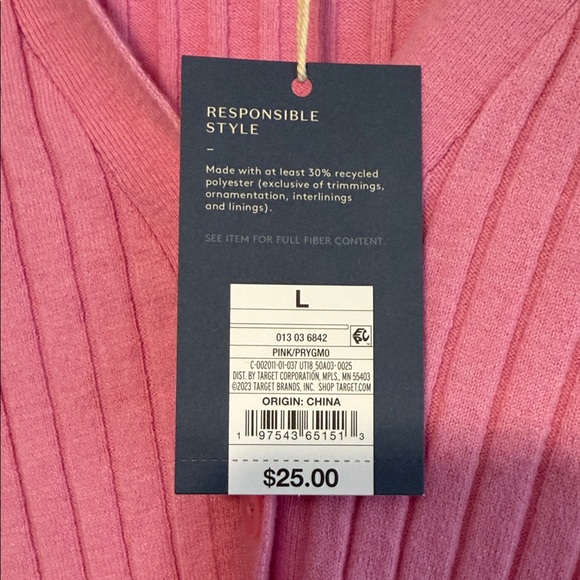 RESPONSIBLE
STYLE
–
Made with at least 30% recycled
polyester (exclusive of trimmings,
ornamentation, interlinings
and linings).
SEE ITEM FOR FULL FIBER CONTENT.
L
013 03 6842
PINK/PRYGMO
C-002011-01-037 UT18 50A03-0025
DIST. BY TARGET CORPORATION, MPLS, MN 55403
©2023 TARGET BRANDS, INC. SHOP TARGET.COM
ORIGIN: CHINA
1 97543 65151 3
$25.00